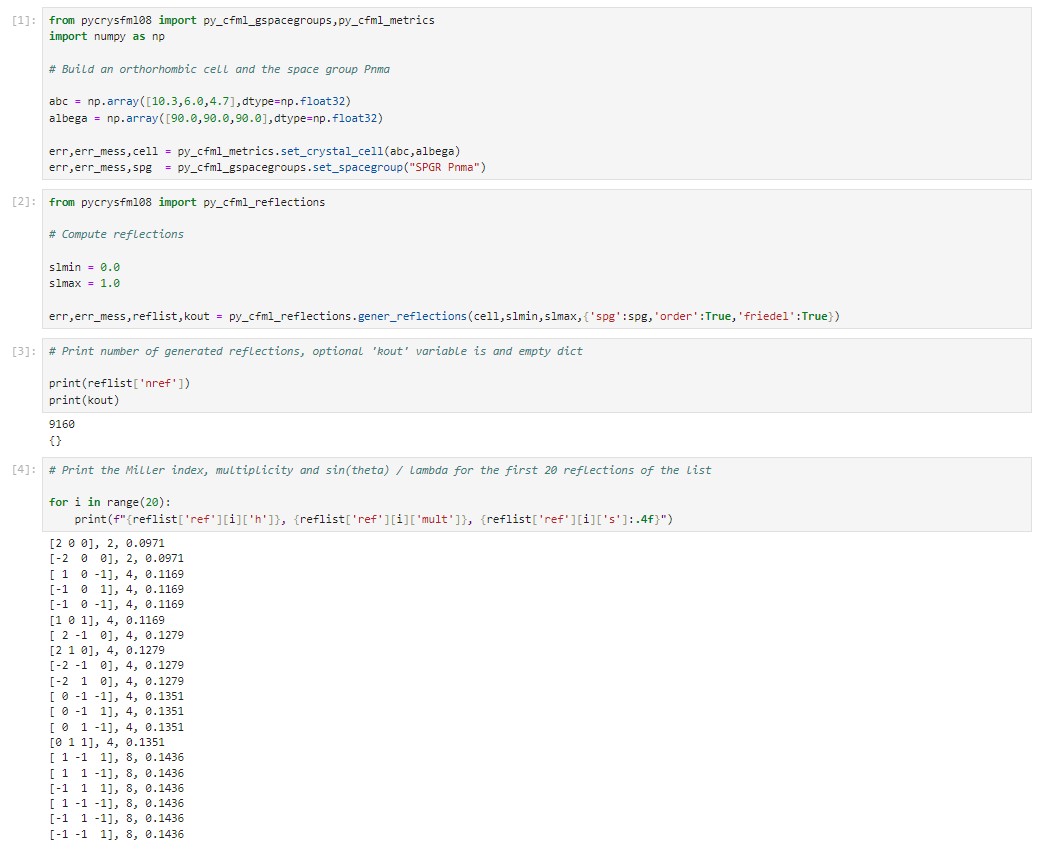 [1]: from pycrysfml08 import py_cfml_gspacegroups,py_cfml_metrics
import numpy as np
# Build an orthorhombic cell and the space group Pnma
abc = np.array([10.3,6.0,4.7],dtype=np.float32)
albega = np.array([90.0,90.0,90.0],dtype=np.float32)
err,err_mess,cell = py_cfml_metrics.set_crystal_cell(abc,albega)
err,err_mess,spg  = py_cfml_gspacegroups.set_spacegroup("SPGR Pnma")
[2]: from pycrysfml08 import py_cfml_reflections
# Compute reflections
slmin = 0.0
slmax = 1.0
err,err_mess,reflist,kout = py_cfml_reflections.gener_reflections(cell,slmin,slmax,{'spg':spg,'order':True,'friedel':True})
[3]: # Print number of generated reflections, optional 'kout' variable is and empty dict
print(reflist['nref'])
print(kout)
9160
{}
[4]: # Print the Miller index, multiplicity and sin(theta) / lambda for the first 20 reflections of the list
for i in range(20):
    print(f"{reflist['ref'][i]['h']}, {reflist['ref'][i]['mult']}, {reflist['ref'][i]['s']:.4f}")
[2 0 0], 2, 0.0971
[-2  0  0], 2, 0.0971
[ 1  0 -1], 4, 0.1169
[-1  0  1], 4, 0.1169
[-1  0 -1], 4, 0.1169
[1 0 1], 4, 0.1169
[ 2 -1  0], 4, 0.1279
[2 1 0], 4, 0.1279
[-2 -1  0], 4, 0.1279
[-2  1  0], 4, 0.1279
[ 0 -1 -1], 4, 0.1351
[ 0 -1  1], 4, 0.1351
[ 0  1 -1], 4, 0.1351
[0 1 1], 4, 0.1351
[ 1 -1  1], 8, 0.1436
[ 1  1 -1], 8, 0.1436
[-1  1  1], 8, 0.1436
[ 1 -1 -1], 8, 0.1436
[-1  1 -1], 8, 0.1436
[-1 -1  1], 8, 0.1436